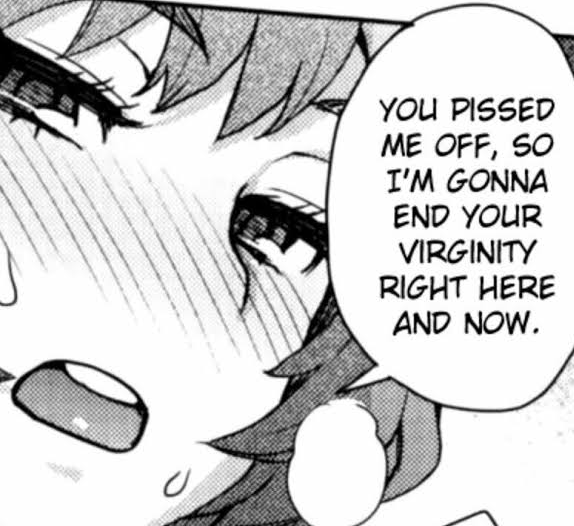 YOU PISSED
ME OFF, SO
I'M GONNA
END YOUR
VIRGINITY
RIGHT HERE
AND NOW.